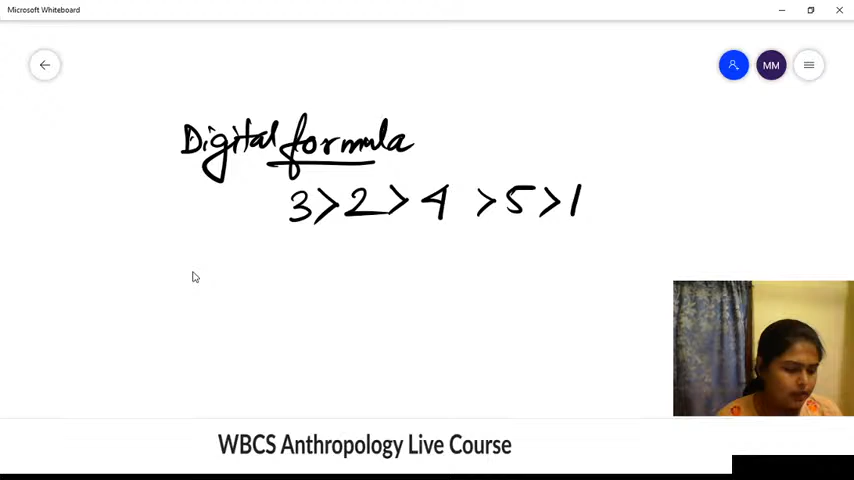 Microsoft Whiteboard
MM
Digital formula
3>2>4 >5>1
WBCS Anthropology Live Course